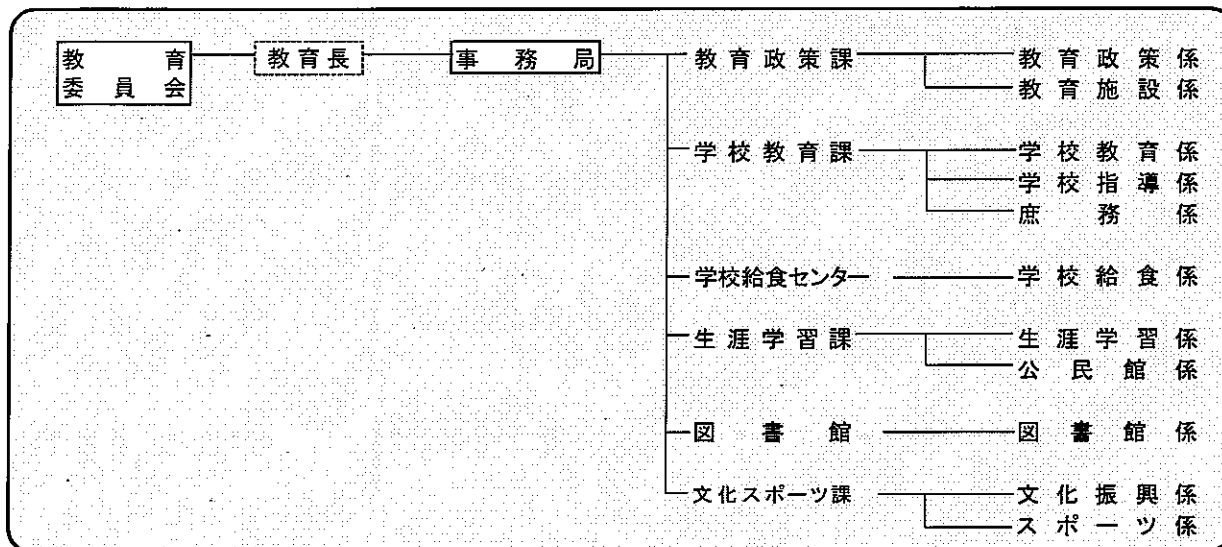 教育委員会 教育長 事務局 教育政策課 教育政策係
教育施設係
学校教育課 学校教育係
学校指導係
庶務係
学校給食センター 学校給食係
生涯学習課 生涯学習係
公民館係
図書館 図書館係
文化スポーツ課 文化振興係
スポーツ係